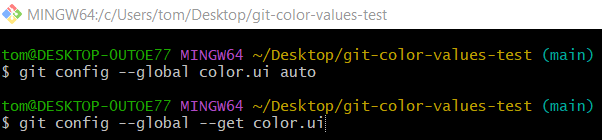 MINGW64:/c/Users/tom/Desktop/git-color-values-test
tom@DESKTOP-OUTOE77 MINGW64 ~/Desktop/git-color-values-test (main)
$ git config --global color.ui auto
tom@DESKTOP-OUTOE77 MINGW64 ~/Desktop/git-color-values-test (main)
$ git config --global --get color.ui